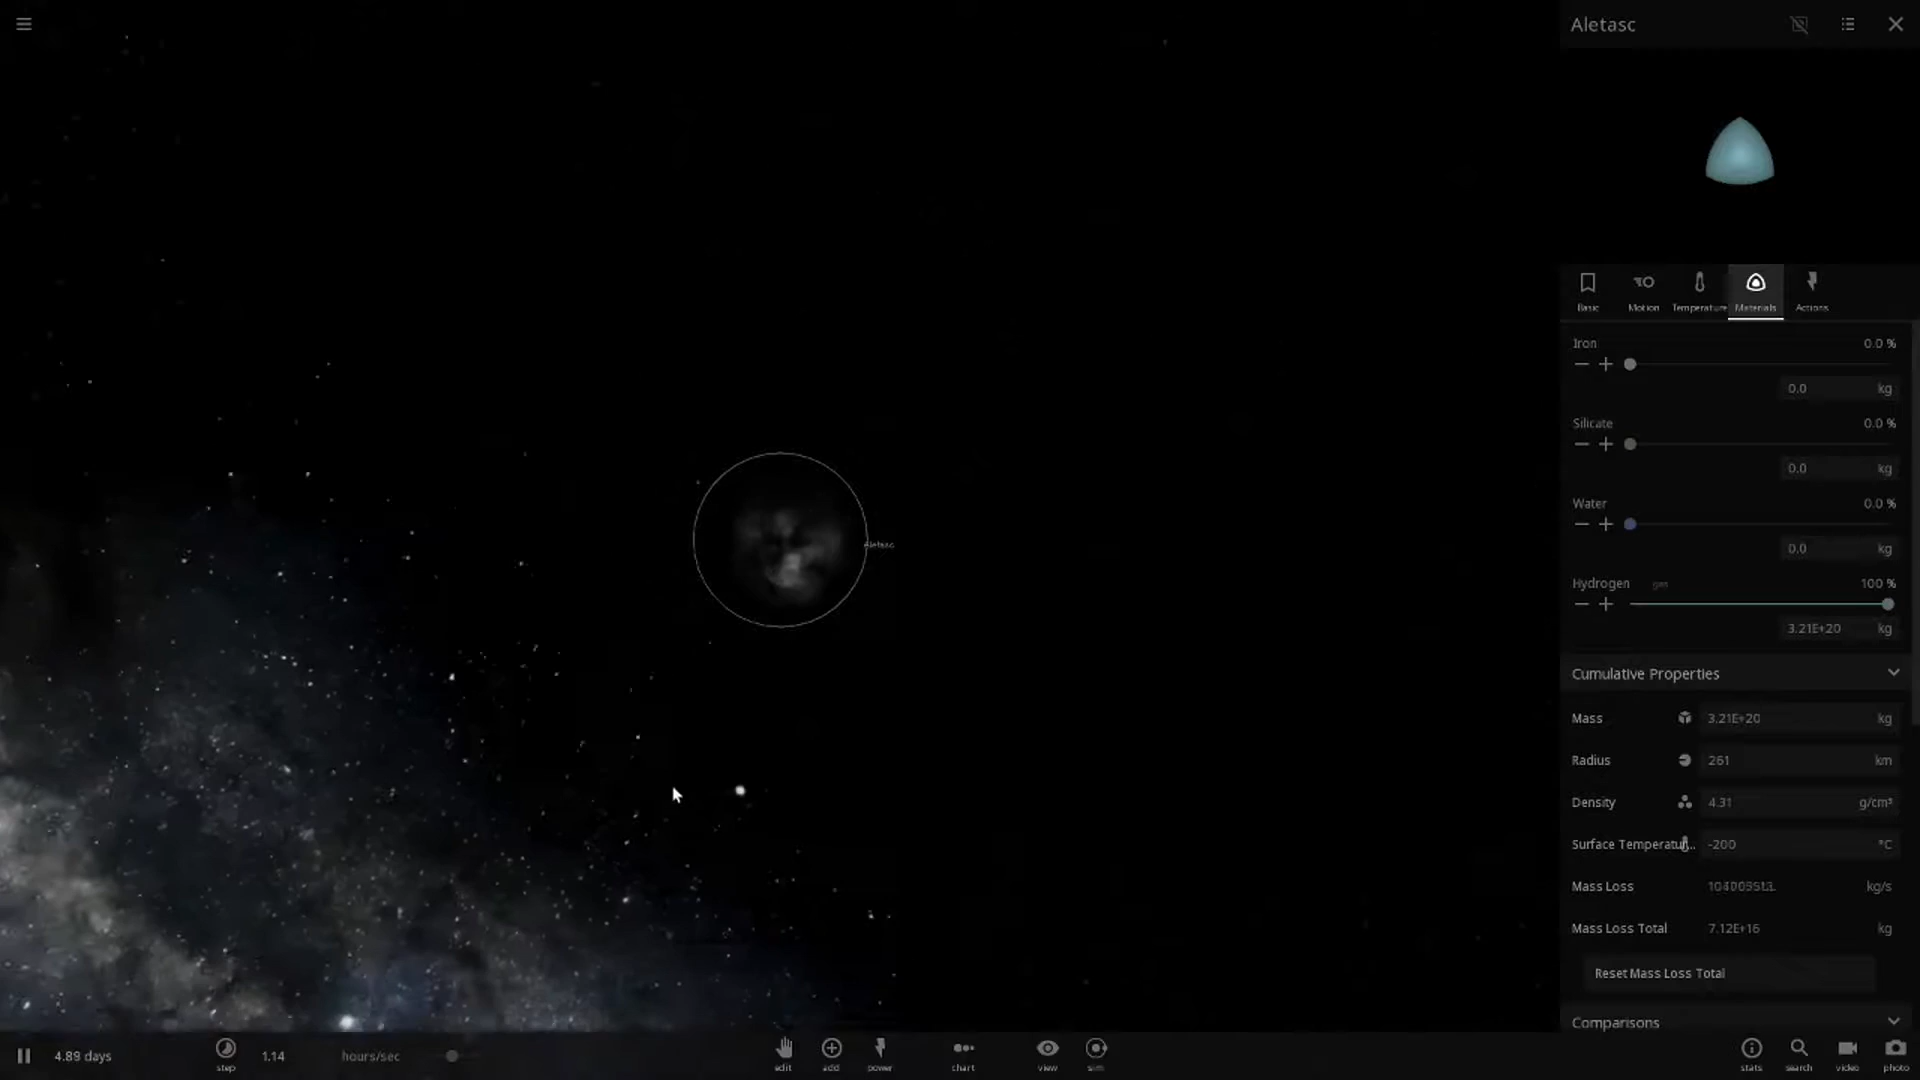 Aletasc
Basic
Motion
Temperature
Materials
Actions
Iron 0.0 %
0.0 kg
Silicate 0.0 %
0.0 kg
Water 0.0 %
0.0 kg
Hydrogen gas 100 %
3.21E+20 kg
Cumulative Properties
Mass 3.21E+20 kg
Radius 261 km
Density 4.31 g/cm³
Surface Temperatur... -200 °C
Mass Loss kg/s
Mass Loss Total 7.12E+16 kg
Reset Mass Loss Total
Comparisons
Aletasc
4.89 days
step
1.14 hours/sec
edit
add
power
chart
view
sim
stats
search
video
photo